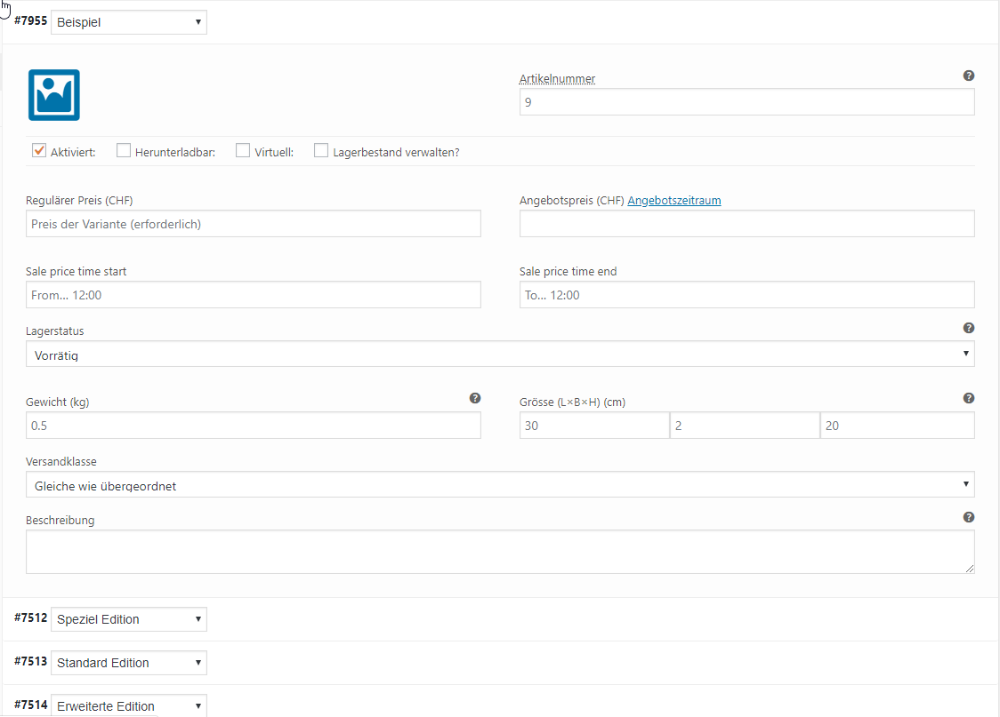 #7955 Beispiel
Artikelnummer
9
Aktiviert: Herunterladbar: Virtuell: Lagerbestand verwalten?
Regulärer Preis (CHF) Angebotspreis (CHF) Angebotszeitraum
Preis der Variante (erforderlich)
Sale price time start Sale price time end
From... 12:00 To... 12:00
Lagerstatus
Vorrätig
Gewicht (kg) Grösse (L×B×H) (cm)
0.5 30 2 20
Versandklasse
Gleiche wie übergeordnet
Beschreibung
#7512 Speziel Edition
#7513 Standard Edition
#7514 Erweiterte Edition